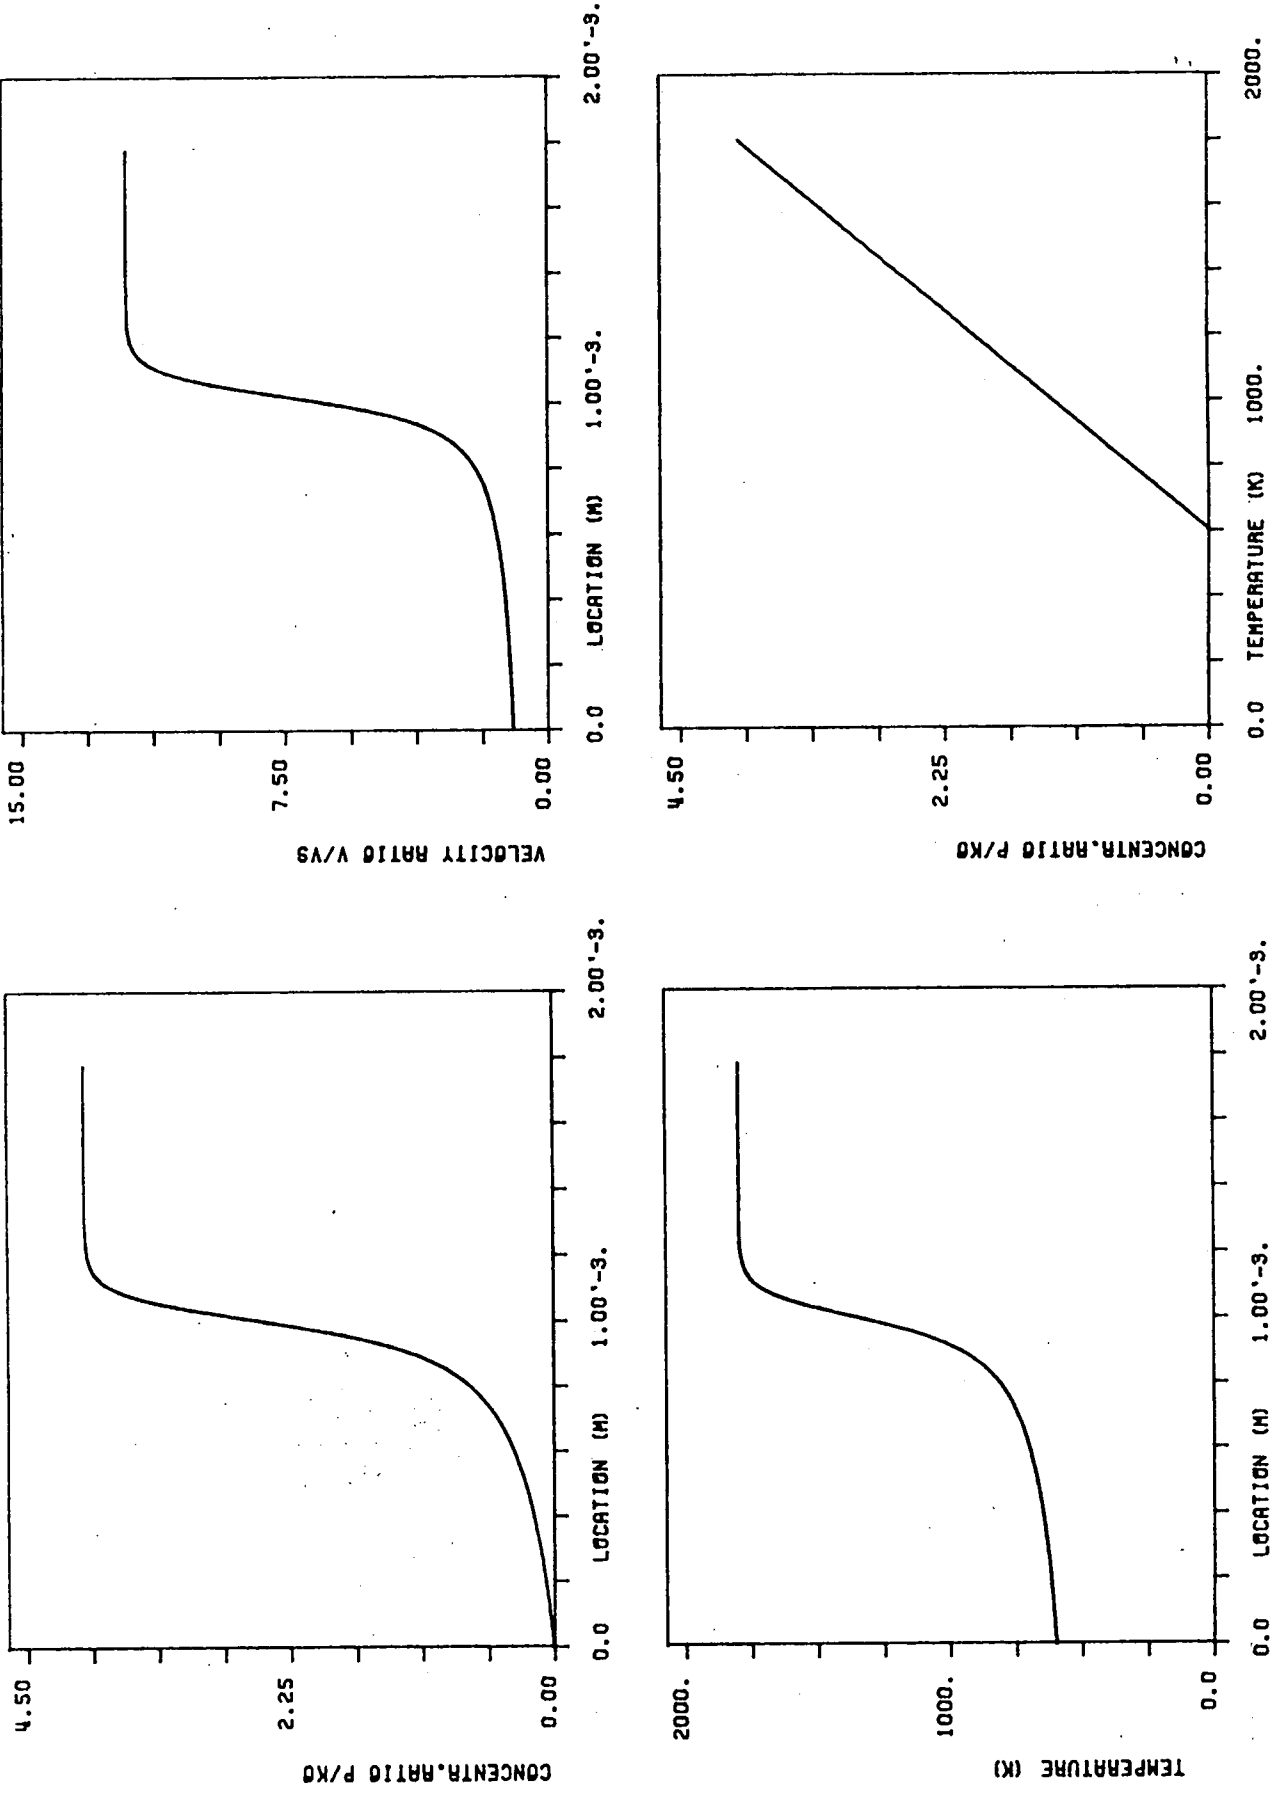 4.50
2.25
0.00
CONCENTR.RATIO P/KO
0.0 LOCATION (M) 1.00'-3. 2.00'-3.
15.00
7.50
0.00
VELOCITY RATIO V/VS
0.0 LOCATION (M) 1.00'-3. 2.00'-3.
2000.
1000.
0.0
TEMPERATURE (K)
0.0 LOCATION (M) 1.00'-3. 2.00'-3.
4.50
2.25
0.00
CONCENTR.RATIO P/KO
0.0 TEMPERATURE (K) 1000. 2000.